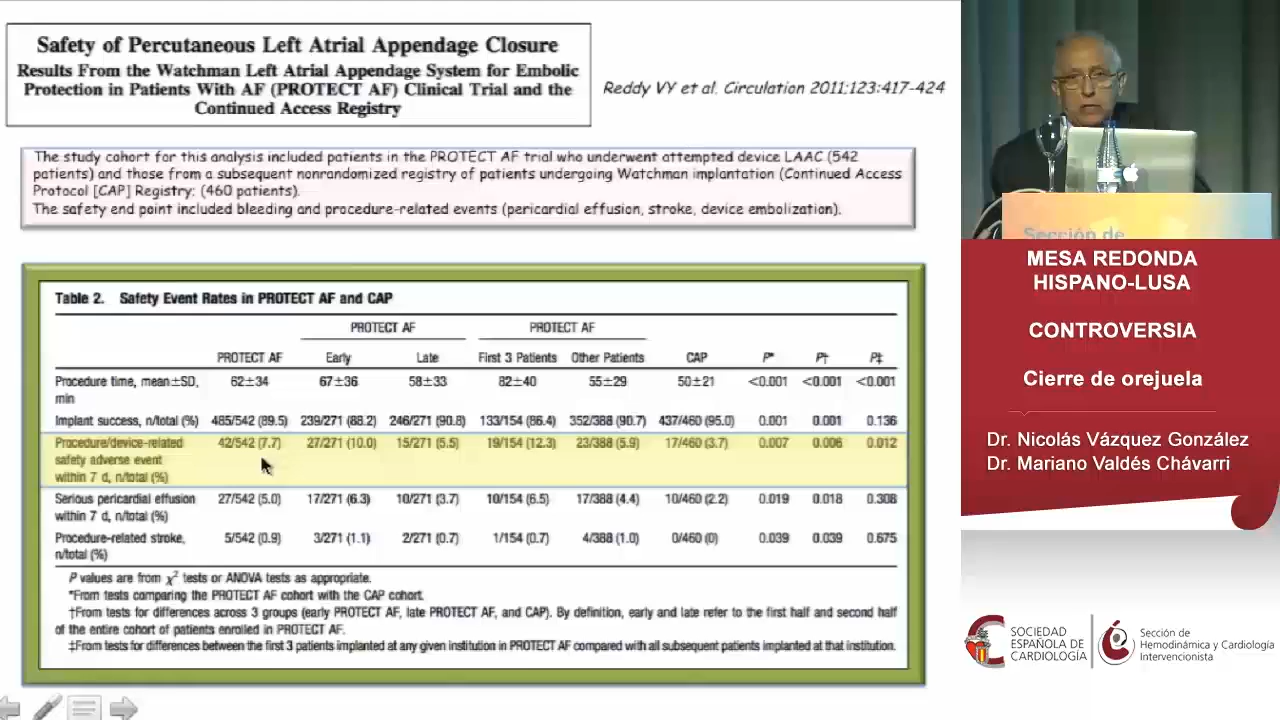 Safety of Percutaneous Left Atrial Appendage Closure
Results From the Watchman Left Atrial Appendage System for Embolic
Protection in Patients With AF (PROTECT AF) Clinical Trial and the
Continued Access Registry
Reddy VY et al. Circulation 2011;123:417-424
The study cohort for this analysis included patients in the PROTECT AF trial who underwent attempted device LAAC (542
patients) and those from a subsequent nonrandomized registry of patients undergoing Watchman implantation (Continued Access
Protocol [CAP] Registry; (460 patients).
The safety end point included bleeding and procedure-related events (pericardial effusion, stroke, device embolization).
Table 2. Safety Event Rates in PROTECT AF and CAP
PROTECT AF PROTECT AF
PROTECT AF Early Late First 3 Patients Other Patients CAP P* P† P‡
Procedure time, mean±SD, 62±34 67±36 58±33 82±40 55±29 50±21 <0.001 <0.001 <0.001
min
Implant success, n/total (%) 485/542 (89.5) 239/271 (88.2) 246/271 (90.8) 133/154 (86.4) 352/388 (90.7) 437/460 (95.0) 0.001 0.001 0.136
Procedure/device-related 42/542 (7.7) 27/271 (10.0) 15/271 (5.5) 19/154 (12.3) 23/388 (5.9) 17/460 (3.7) 0.007 0.006 0.012
safety adverse event
within 7 d, n/total (%)
Serious pericardial effusion 27/542 (5.0) 17/271 (6.3) 10/271 (3.7) 10/154 (6.5) 17/388 (4.4) 10/460 (2.2) 0.019 0.018 0.308
within 7 d, n/total (%)
Procedure-related stroke, 5/542 (0.9) 3/271 (1.1) 2/271 (0.7) 1/154 (0.7) 4/388 (1.0) 0/460 (0) 0.039 0.039 0.675
n/total (%)
P values are from χ² tests or ANOVA tests as appropriate.
*From tests comparing the PROTECT AF cohort with the CAP cohort.
†From tests for differences across 3 groups (early PROTECT AF, late PROTECT AF, and CAP). By definition, early and late refer to the first half and second half
of the entire cohort of patients enrolled in PROTECT AF.
‡From tests for differences between the first 3 patients implanted at any given institution in PROTECT AF compared with all subsequent patients implanted at that institution.
Sección de
MESA REDONDA
HISPANO-LUSA
CONTROVERSIA
Cierre de orejuela
Dr. Nicolás Vázquez González
Dr. Mariano Valdés Chávarri
SOCIEDAD
ESPAÑOLA DE
CARDIOLOGÍA
Sección de
Hemodinámica y Cardiología
Intervencionista